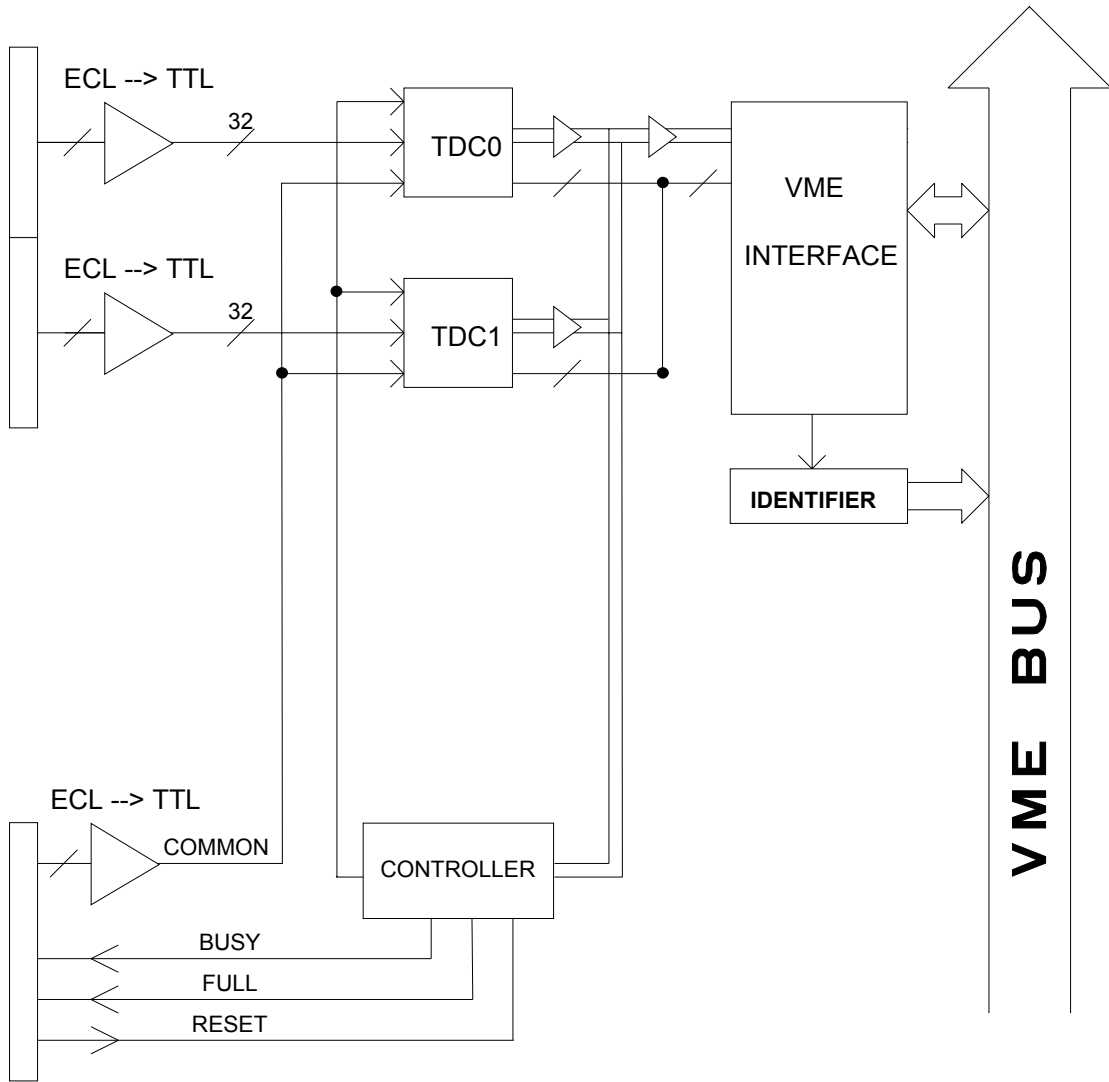 ECL --> TTL
32
TDC0
VME
INTERFACE
ECL --> TTL
32
TDC1
IDENTIFIER
VME BUS
ECL --> TTL
COMMON
CONTROLLER
BUSY
FULL
RESET